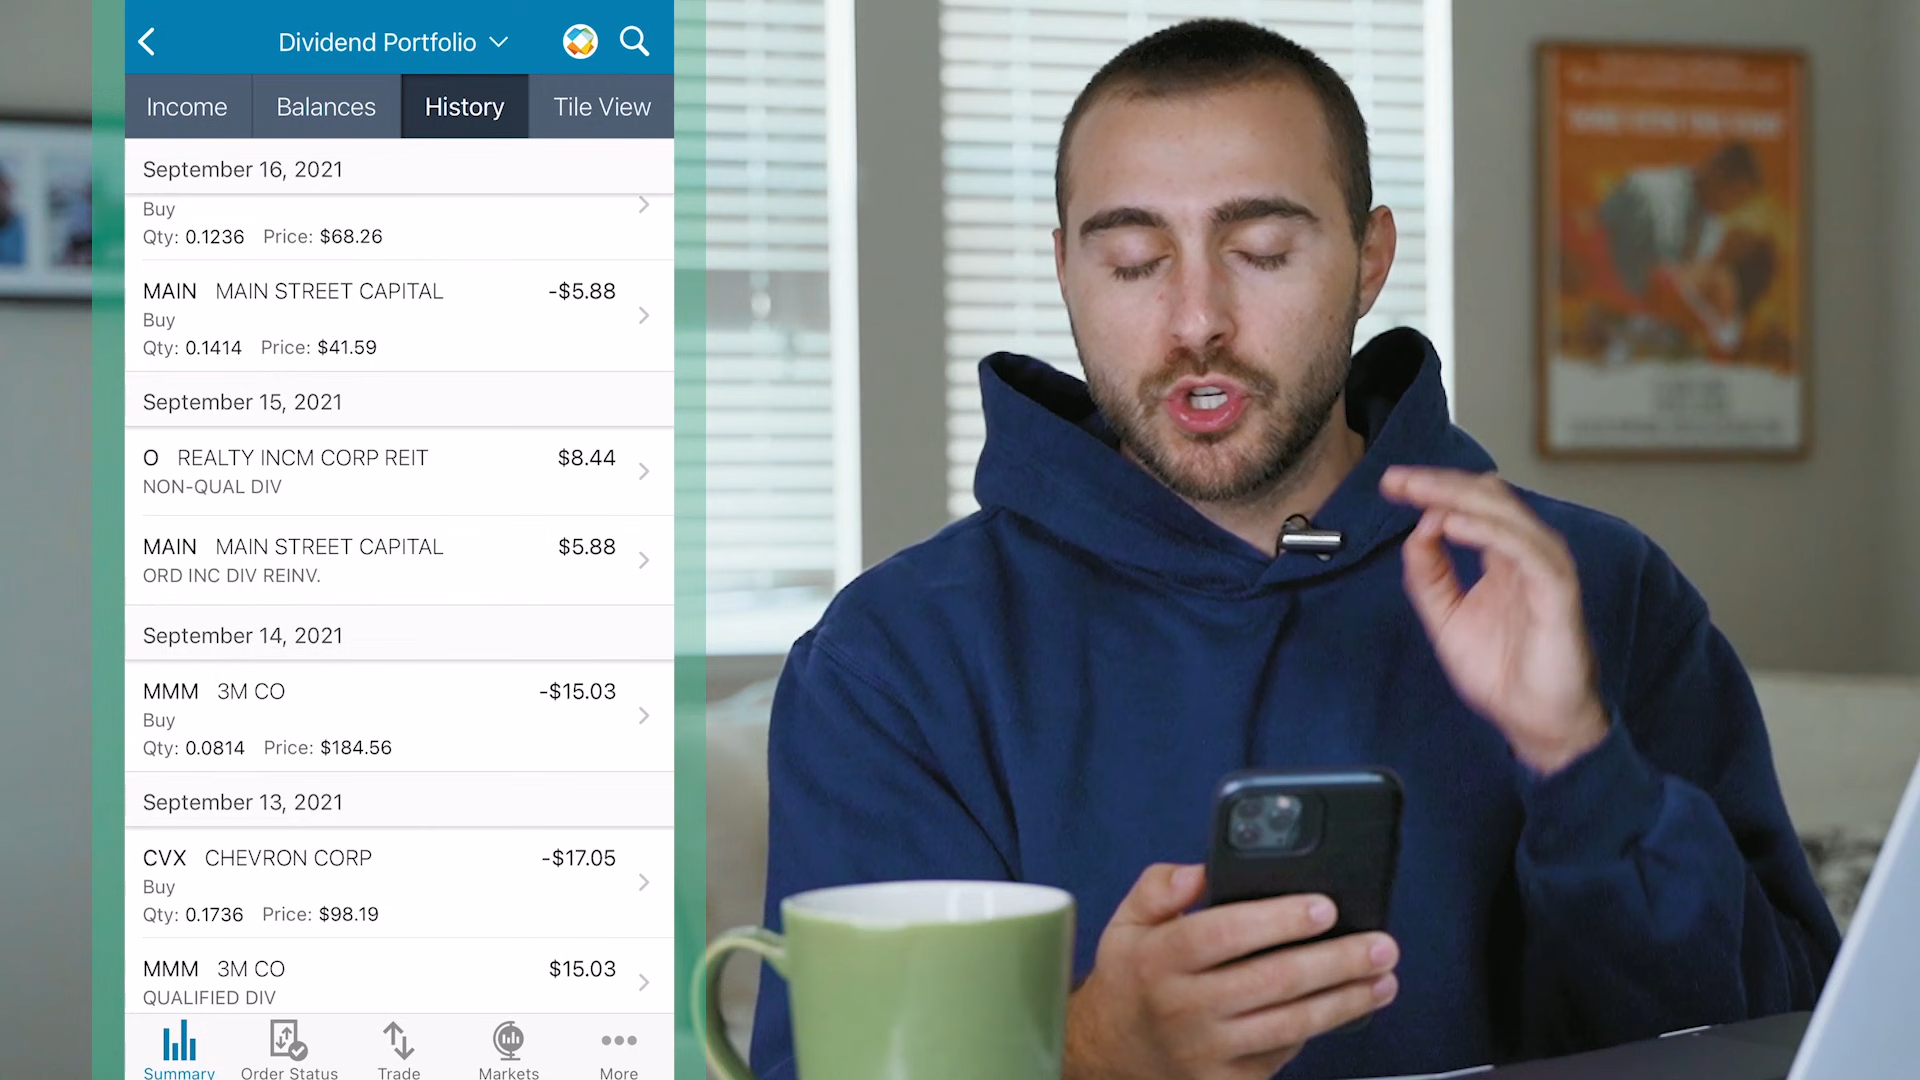 Dividend Portfolio
Income Balances History Tile View
September 16, 2021
Buy
Qty: 0.1236 Price: $68.26
MAIN MAIN STREET CAPITAL -$5.88
Buy
Qty: 0.1414 Price: $41.59
September 15, 2021
O REALTY INCM CORP REIT $8.44
NON-QUAL DIV
MAIN MAIN STREET CAPITAL $5.88
ORD INC DIV REINV.
September 14, 2021
MMM 3M CO -$15.03
Buy
Qty: 0.0814 Price: $184.56
September 13, 2021
CVX CHEVRON CORP -$17.05
Buy
Qty: 0.1736 Price: $98.19
MMM 3M CO $15.03
QUALIFIED DIV
Summary Order Status Trade Markets More